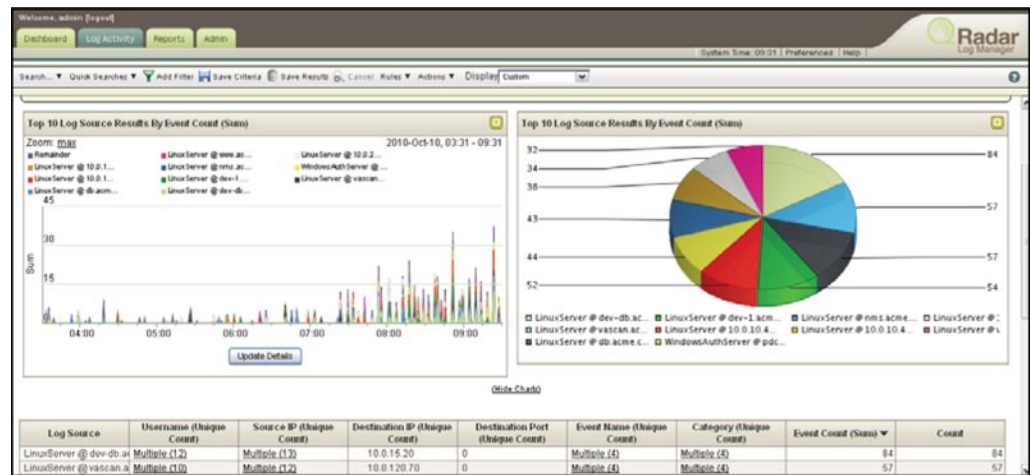 Welcome, admin [logout]
Dashboard Log Activity Reports Admin
Radar
Log Manager
System Time: 09:31 | Preferences | Help
Search... Quick Searches Add Filter Save Criteria Save Results Cancel Rules Actions Display Custom
Top 10 Log Source Results By Event Count (Sum)
Zoom: max
2010-Oct-10, 03:31 - 09:31
Remainder
LinuxServer @ www.ac...
LinuxServer @ 10.0.2...
LinuxServer @ 10.0.1...
LinuxServer @ nms.ac...
WindowsAuthServer @ ...
LinuxServer @ 10.0.1...
LinuxServer @ dev-1....
LinuxServer @ vascan...
LinuxServer @ db.acm...
LinuxServer @ dev-db...
45
30
15
Sum
04:00 05:00 06:00 07:00 08:00 09:00
Update Details
Top 10 Log Source Results By Event Count (Sum)
32
34
38
43
44
52
84
57
57
54
LinuxServer @ dev-db.ac... LinuxServer @ dev-1.acm... LinuxServer @ nms.acme... LinuxServer @
LinuxServer @ vascan.ac... LinuxServer @ 10.0.10.4... LinuxServer @ 10.0.10.4... LinuxServer @
LinuxServer @ db.acme.c... WindowsAuthServer @ pdc...
(Hide Charts)
Log Source Username (Unique Count) Source IP (Unique Count) Destination IP (Unique Count) Destination Port (Unique Count) Event Name (Unique Count) Category (Unique Count) Event Count (Sum) Count
LinuxServer @ dev-db.a Multiple (12) Multiple (13) 10.0.15.20 0 Multiple (4) Multiple (4) 84 84
LinuxServer @ vascan.a Multiple (10) Multiple (12) 10.0.120.70 0 Multiple (4) Multiple (4) 57 57